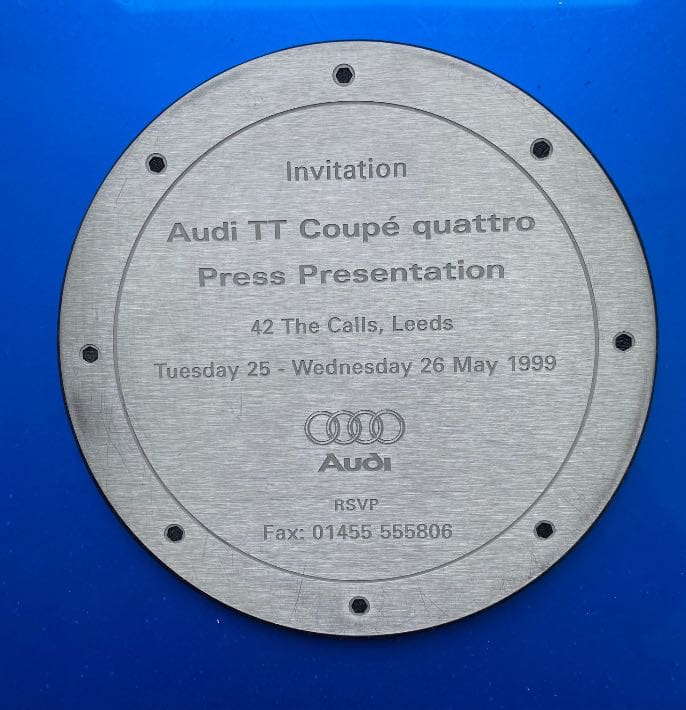 Invitation
Audi TT Coupé quattro
Press Presentation
42 The Calls, Leeds
Tuesday 25 - Wednesday 26 May 1999
Audi
RSVP
Fax: 01455 555806